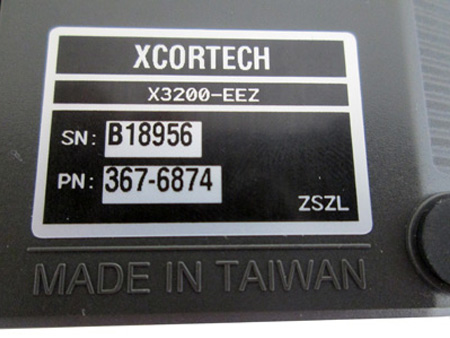 XCORTECH
X3200-EEZ
SN: B18956
PN: 367-6874
ZSZL
MADE IN TAIWAN